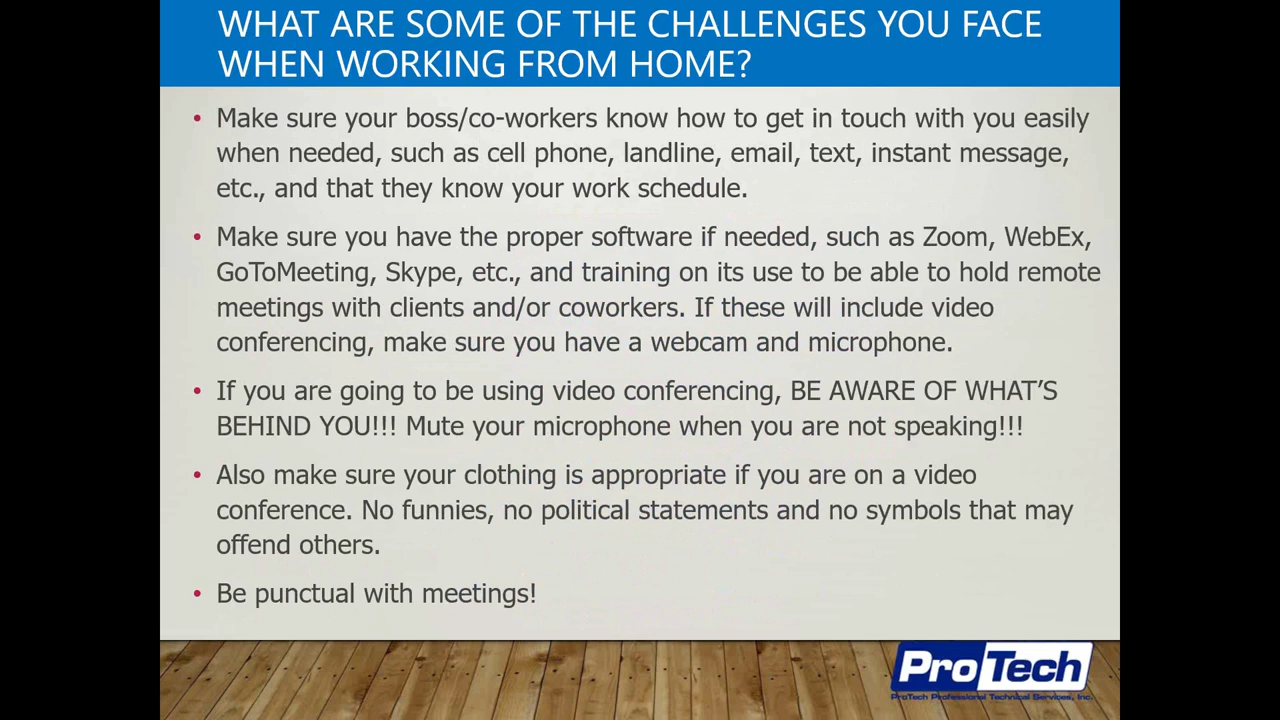 WHAT ARE SOME OF THE CHALLENGES YOU FACE
WHEN WORKING FROM HOME?
• Make sure your boss/co-workers know how to get in touch with you easily
when needed, such as cell phone, landline, email, text, instant message,
etc., and that they know your work schedule.
• Make sure you have the proper software if needed, such as Zoom, WebEx,
GoToMeeting, Skype, etc., and training on its use to be able to hold remote
meetings with clients and/or coworkers. If these will include video
conferencing, make sure you have a webcam and microphone.
• If you are going to be using video conferencing, BE AWARE OF WHAT’S
BEHIND YOU!!! Mute your microphone when you are not speaking!!!
• Also make sure your clothing is appropriate if you are on a video
conference. No funnies, no political statements and no symbols that may
offend others.
• Be punctual with meetings!
ProTech
ProTech Professional Technical Services, Inc.